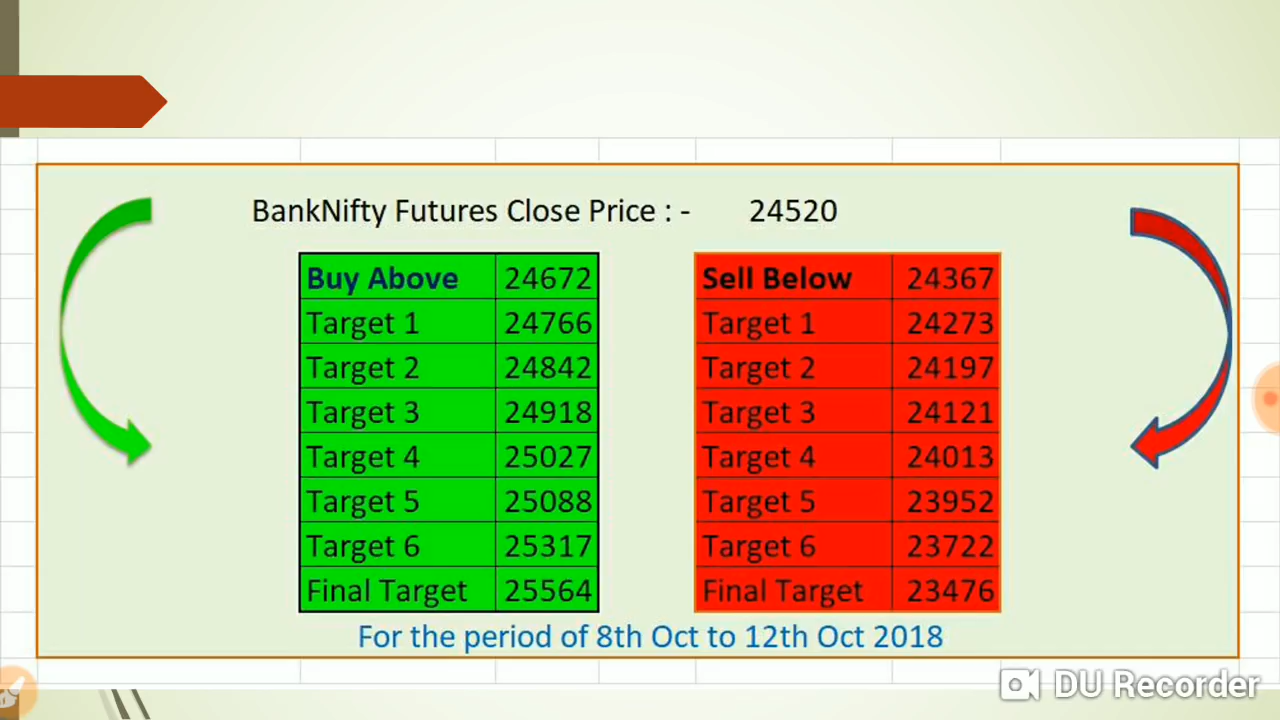 BankNifty Futures Close Price : - 24520
Buy Above 24672
Target 1 24766
Target 2 24842
Target 3 24918
Target 4 25027
Target 5 25088
Target 6 25317
Final Target 25564
Sell Below 24367
Target 1 24273
Target 2 24197
Target 3 24121
Target 4 24013
Target 5 23952
Target 6 23722
Final Target 23476
For the period of 8th Oct to 12th Oct 2018
DU Recorder